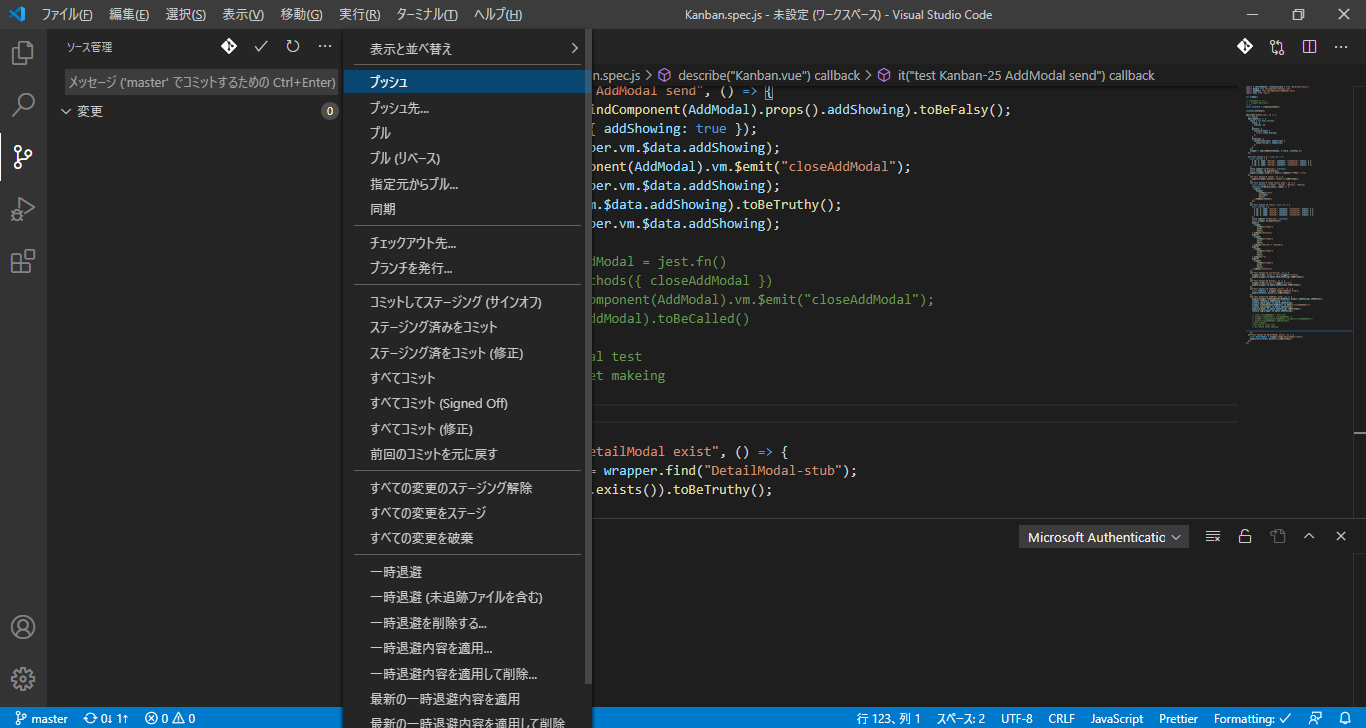 ファイル(F) 編集(E) 選択(S) 表示(V) 移動(G) 実行(R) ターミナル(T) ヘルプ(H) Kanban.spec.js - 未設定 (ワークスペース) - Visual Studio Code
ソース管理
メッセージ ('master' でコミットするための Ctrl+Enter)
変更 0
表示と並べ替え
プッシュ
プッシュ先...
プル
プル (リベース)
指定元からプル...
同期
チェックアウト先...
ブランチを発行...
コミットしてステージング (サインオフ)
ステージング済みをコミット
ステージング済をコミット (修正)
すべてコミット
すべてコミット (Signed Off)
すべてコミット (修正)
前回のコミットを元に戻す
すべての変更のステージング解除
すべての変更をステージ
すべての変更を破棄
一時退避
一時退避 (未追跡ファイルを含む)
一時退避を削除する...
一時退避内容を適用...
一時退避内容を適用して削除...
最新の一時退避内容を適用
最新の一時退避内容を適用して削除
n.spec.js > describe("Kanban.vue") callback > it("test Kanban-25 AddModal send") callback
AddModal send", () => {
indComponent(AddModal).props().addShowing).toBeFalsy();
{ addShowing: true });
per.vm.$data.addShowing);
onent(AddModal).vm.$emit("closeAddModal");
per.vm.$data.addShowing);
m.$data.addShowing).toBeTruthy();
per.vm.$data.addShowing);
ddModal = jest.fn()
thods({ closeAddModal })
omponent(AddModal).vm.$emit("closeAddModal");
ddModal).toBeCalled()
al test
et makeing
etailModal exist", () => {
= wrapper.find("DetailModal-stub");
.exists()).toBeTruthy();
Microsoft Authenticatio
master 0↓ 1↑ 0 0 行 123、列 1 スペース: 2 UTF-8 CRLF JavaScript Prettier Formatting: ✓